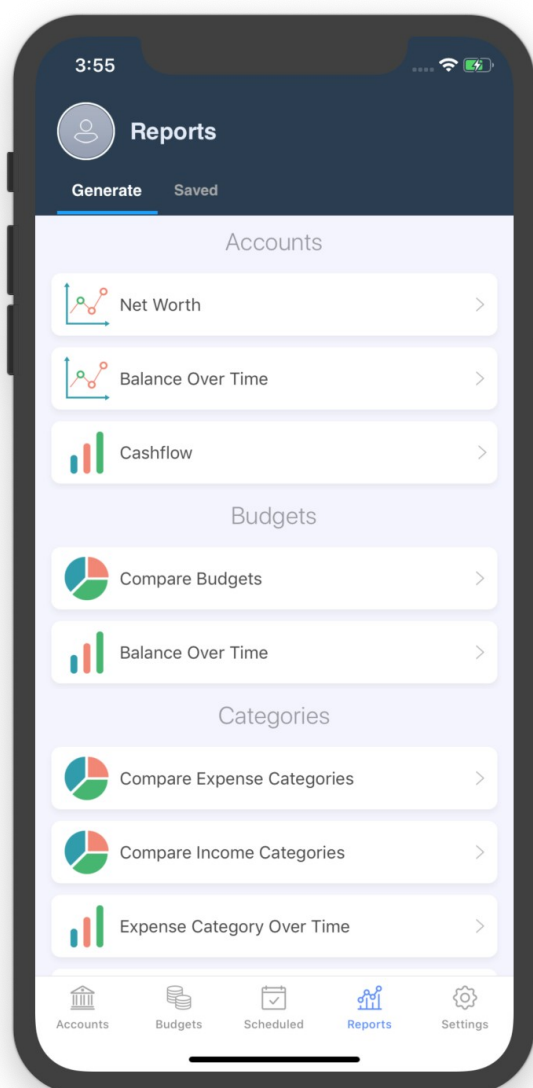 3:55
Reports
Generate Saved
Accounts
Net Worth
Balance Over Time
Cashflow
Budgets
Compare Budgets
Balance Over Time
Categories
Compare Expense Categories
Compare Income Categories
Expense Category Over Time
Accounts Budgets Scheduled Reports Settings